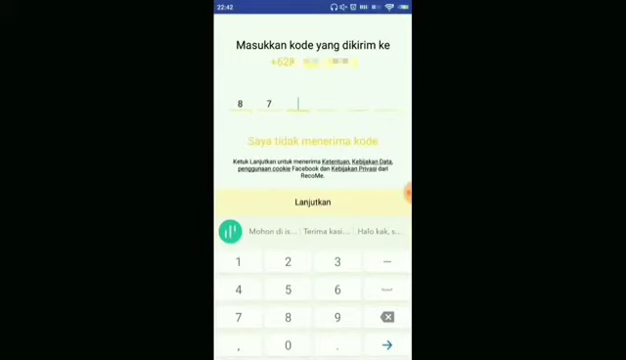 22:42
Masukkan kode yang dikirim ke
+62
8 7
Saya tidak menerima kode
Ketuk Lanjutkan untuk menerima Ketentuan, Kebijakan Data,
penggunaan cookie Facebook dan Kebijakan Privasi dari
RecoMe.
Lanjutkan
Mohon di is... Terima kasi... Halo kak, s...
1 2 3 –
4 5 6
7 8 9
, 0 .